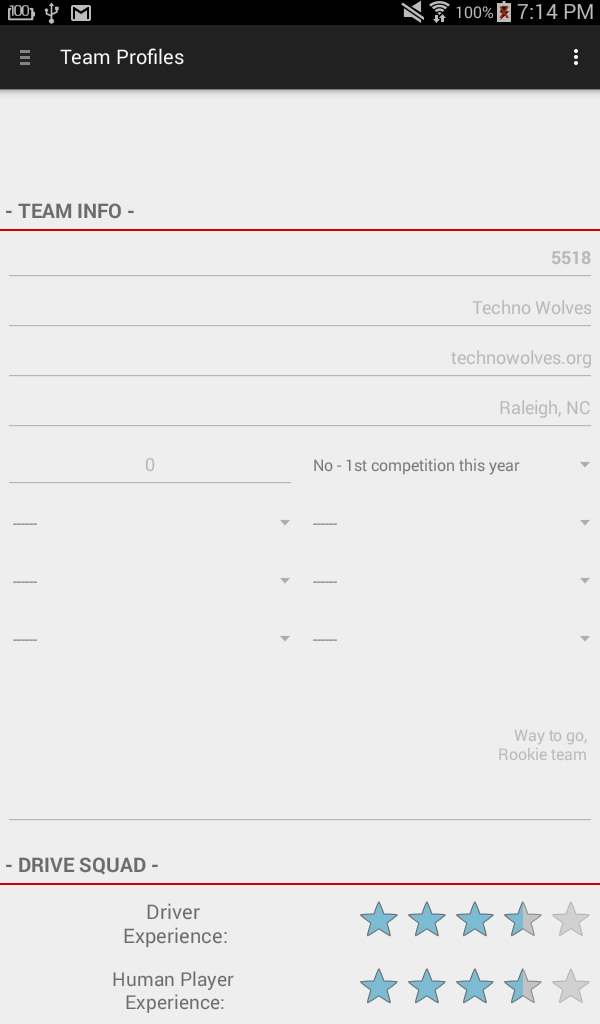 100 100% 7:14 PM
Team Profiles
- TEAM INFO -
5518
Techno Wolves
technowolves.org
Raleigh, NC
0 No - 1st competition this year
------ ------
------ ------
------ ------
Way to go,
Rookie team
- DRIVE SQUAD -
Driver
Experience:
Human Player
Experience: